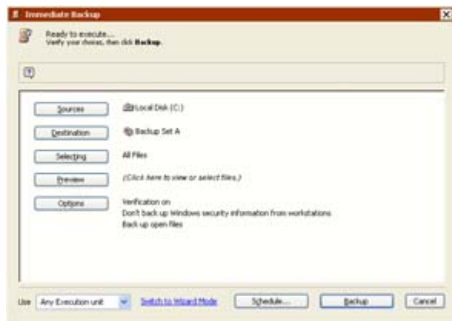 Immediate Backup
Ready to execute...
Verify your choices, then click Backup.
Sources
Local Disk (C:)
Destination
Backup Set A
Selecting
All Files
Preview
(Click here to view or select files.)
Options
Verification on
Don't back up Windows security information from workstations
Back up open files
Use
Any Execution unit
Switch to Wizard Mode
Schedule...
Backup
Cancel